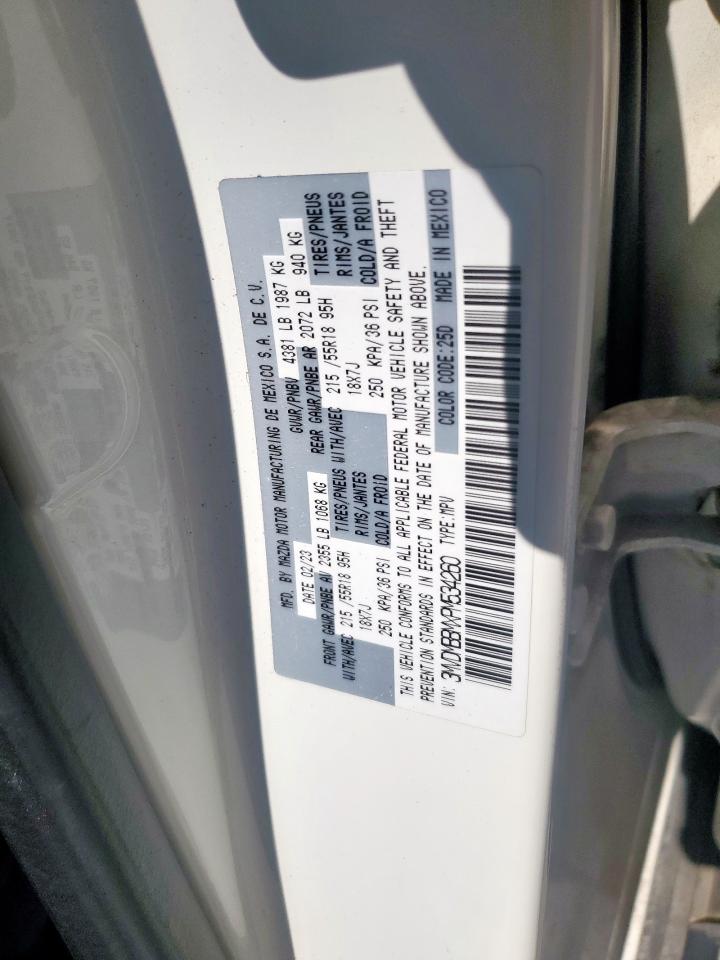 MFD. BY MAZDA MOTOR MANUFACTURING DE MEXICO S.A. DE C.V.
DATE 02/23 GVWR/PNBV 4381 LB 1987 KG
FRONT GAWR/PNBE AV 2355 LB 1068 KG REAR GAWR/PNBE AR 2072 LB 940 KG
WITH/AVEC 215 /55R18 95H TIRES/PNEUS WITH/AVEC 215 /55R18 95H TIRES/PNEUS
18X7J RIMS/JANTES 18X7J RIMS/JANTES
250 KPA/36 PSI COLD/A FROID 250 KPA/36 PSI COLD/A FROID
THIS VEHICLE CONFORMS TO ALL APPLICABLE FEDERAL MOTOR VEHICLE SAFETY AND THEFT
PREVENTION STANDARDS IN EFFECT ON THE DATE OF MANUFACTURE SHOWN ABOVE.
VIN: 3MVDMBBMXPM534260 TYPE:MPV COLOR CODE:25D MADE IN MEXICO